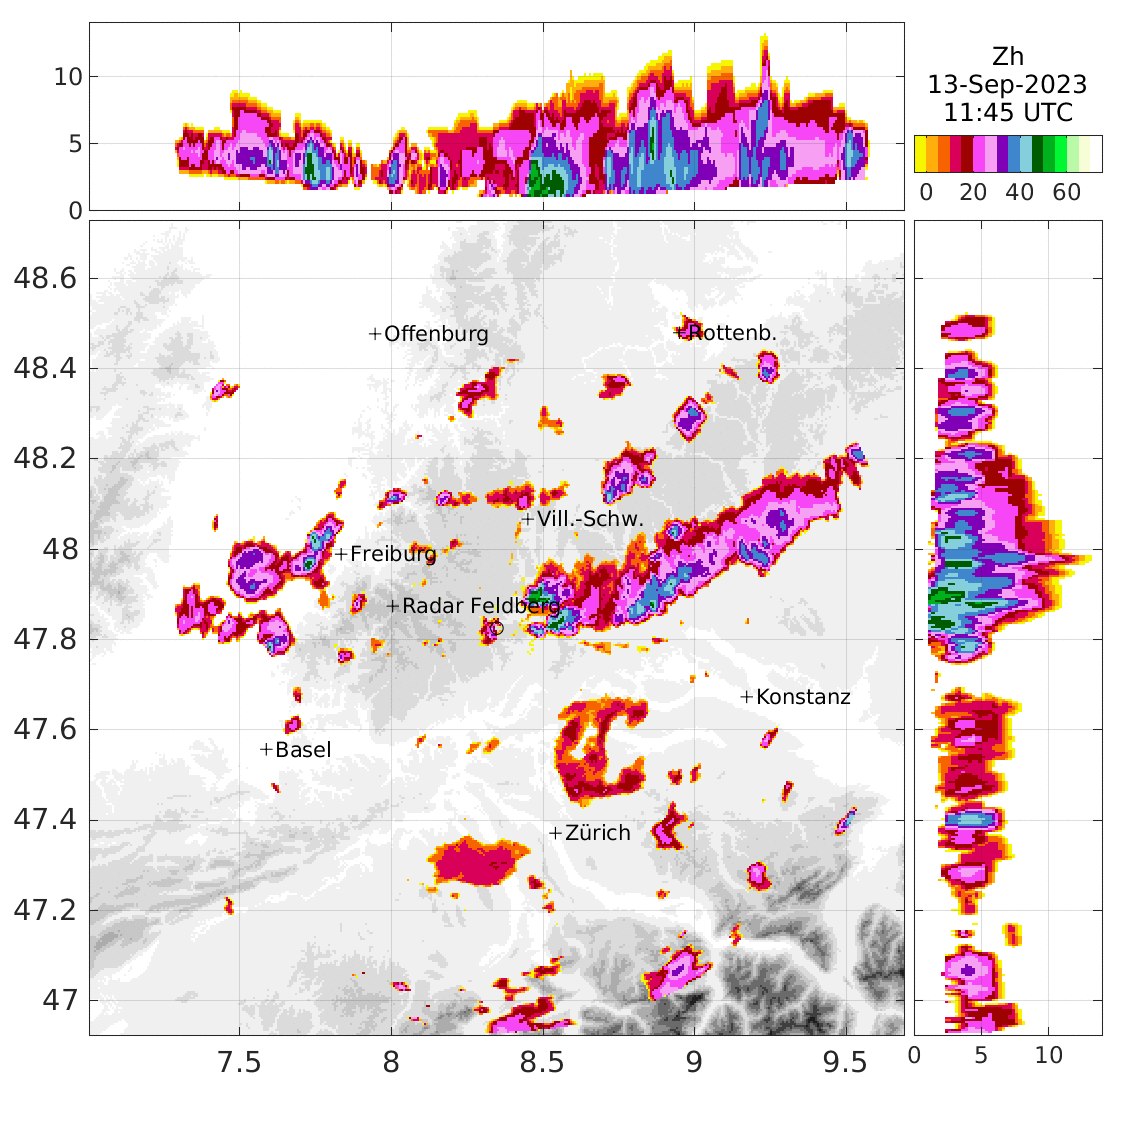 10
5
0
Zh
13-Sep-2023
11:45 UTC
0 20 40 60
48.6
48.4
48.2
48
47.8
47.6
47.4
47.2
47
+Offenburg
+Rottenb.
+Vill.-Schw.
+Freiburg
+Radar Feldberg
+Konstanz
+Basel
+Zürich
7.5 8 8.5 9 9.5
0 5 10